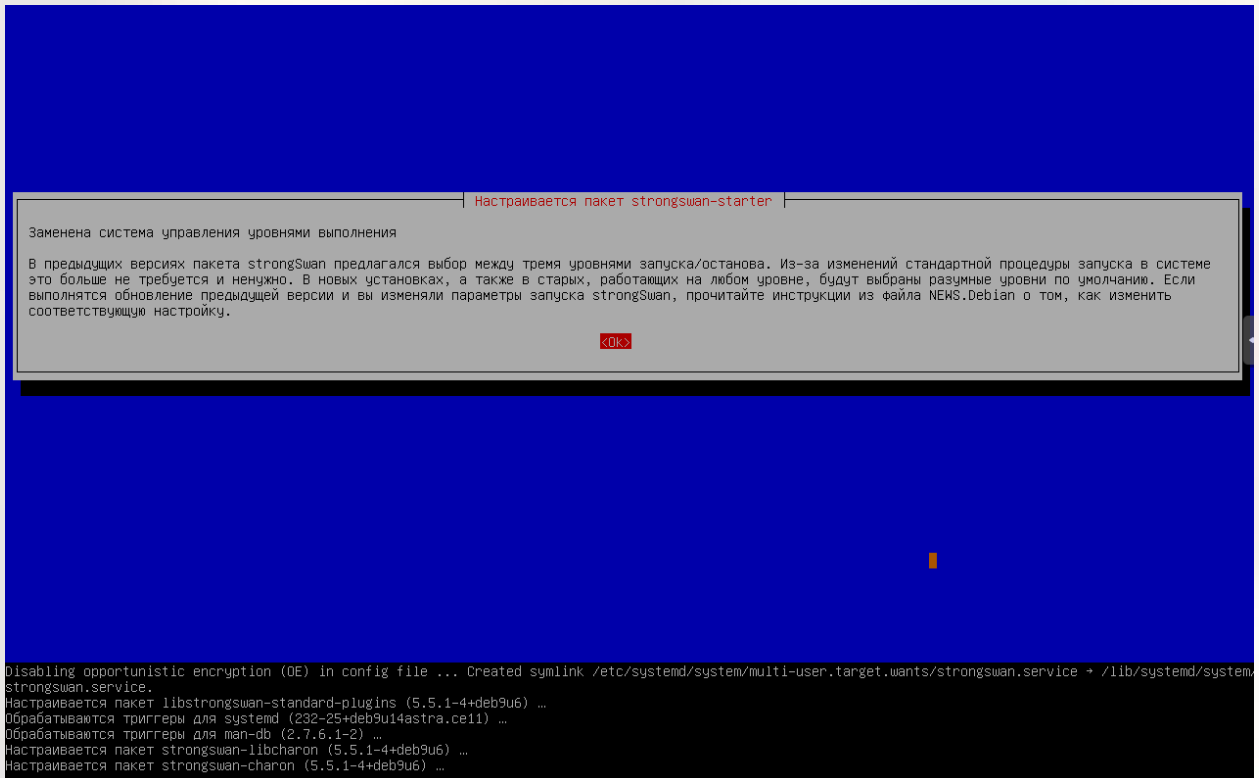 Настраивается пакет strongswan-starter
Заменена система управления уровнями выполнения
В предыдущих версиях пакета strongSwan предлагался выбор между тремя уровнями запуска/останова. Из-за изменений стандартной процедуры запуска в системе
это больше не требуется и ненужно. В новых установках, а также в старых, работающих на любом уровне, будут выбраны разумные уровни по умолчанию. Если
выполнятся обновление предыдущей версии и вы изменяли параметры запуска strongSwan, прочитайте инструкции из файла NEWS.Debian о том, как изменить
соответствующую настройку.
<Ok>
Disabling opportunistic encryption (OE) in config file ... Created symlink /etc/systemd/system/multi-user.target.wants/strongswan.service → /lib/systemd/system/
strongswan.service.
Настраивается пакет libstrongswan-standard-plugins (5.5.1-4+deb9u6) …
Обрабатываются триггеры для systemd (232-25+deb9u14astra.ce11) …
Обрабатываются триггеры для man-db (2.7.6.1-2) …
Настраивается пакет strongswan-libcharon (5.5.1-4+deb9u6) …
Настраивается пакет strongswan-charon (5.5.1-4+deb9u6) …